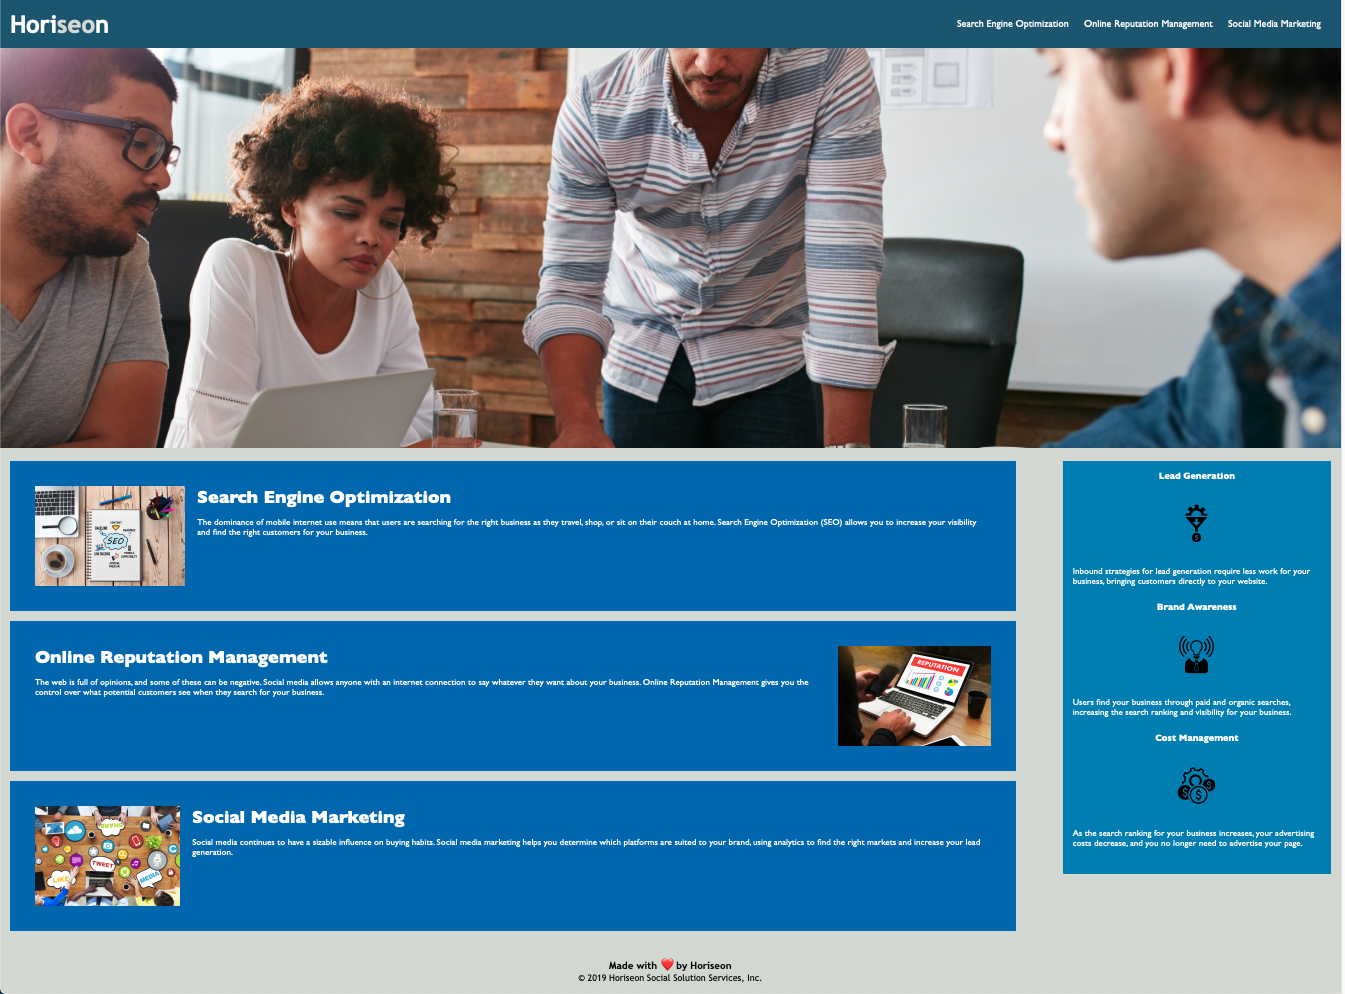 Horiseon
Search Engine Optimization Online Reputation Management Social Media Marketing
SEO
Search Engine Optimization
The dominance of mobile internet use means that users are searching for the right business as they travel, shop, or sit on their couch at home. Search Engine Optimization (SEO) allows you to increase your visibility
and find the right customers for your business.
Online Reputation Management
The web is full of opinions, and some of these can be negative. Social media allows anyone with an internet connection to say whatever they want about your business. Online Reputation Management gives you the
control over what potential customers see when they search for your business.
REPUTATION
SHARE
TWEET
LIKE
MEDIA
Social Media Marketing
Social media continues to have a sizable influence on buying habits. Social media marketing helps you determine which platforms are suited to your brand, using analytics to find the right markets and increase your lead
generation.
Lead Generation
Inbound strategies for lead generation require less work for your
business, bringing customers directly to your website.
Brand Awareness
Users find your business through paid and organic searches,
increasing the search ranking and visibility for your business.
Cost Management
As the search ranking for your business increases, your advertising
costs decrease, and you no longer need to advertise your page.
Made with ❤️ by Horiseon
© 2019 Horiseon Social Solution Services, Inc.